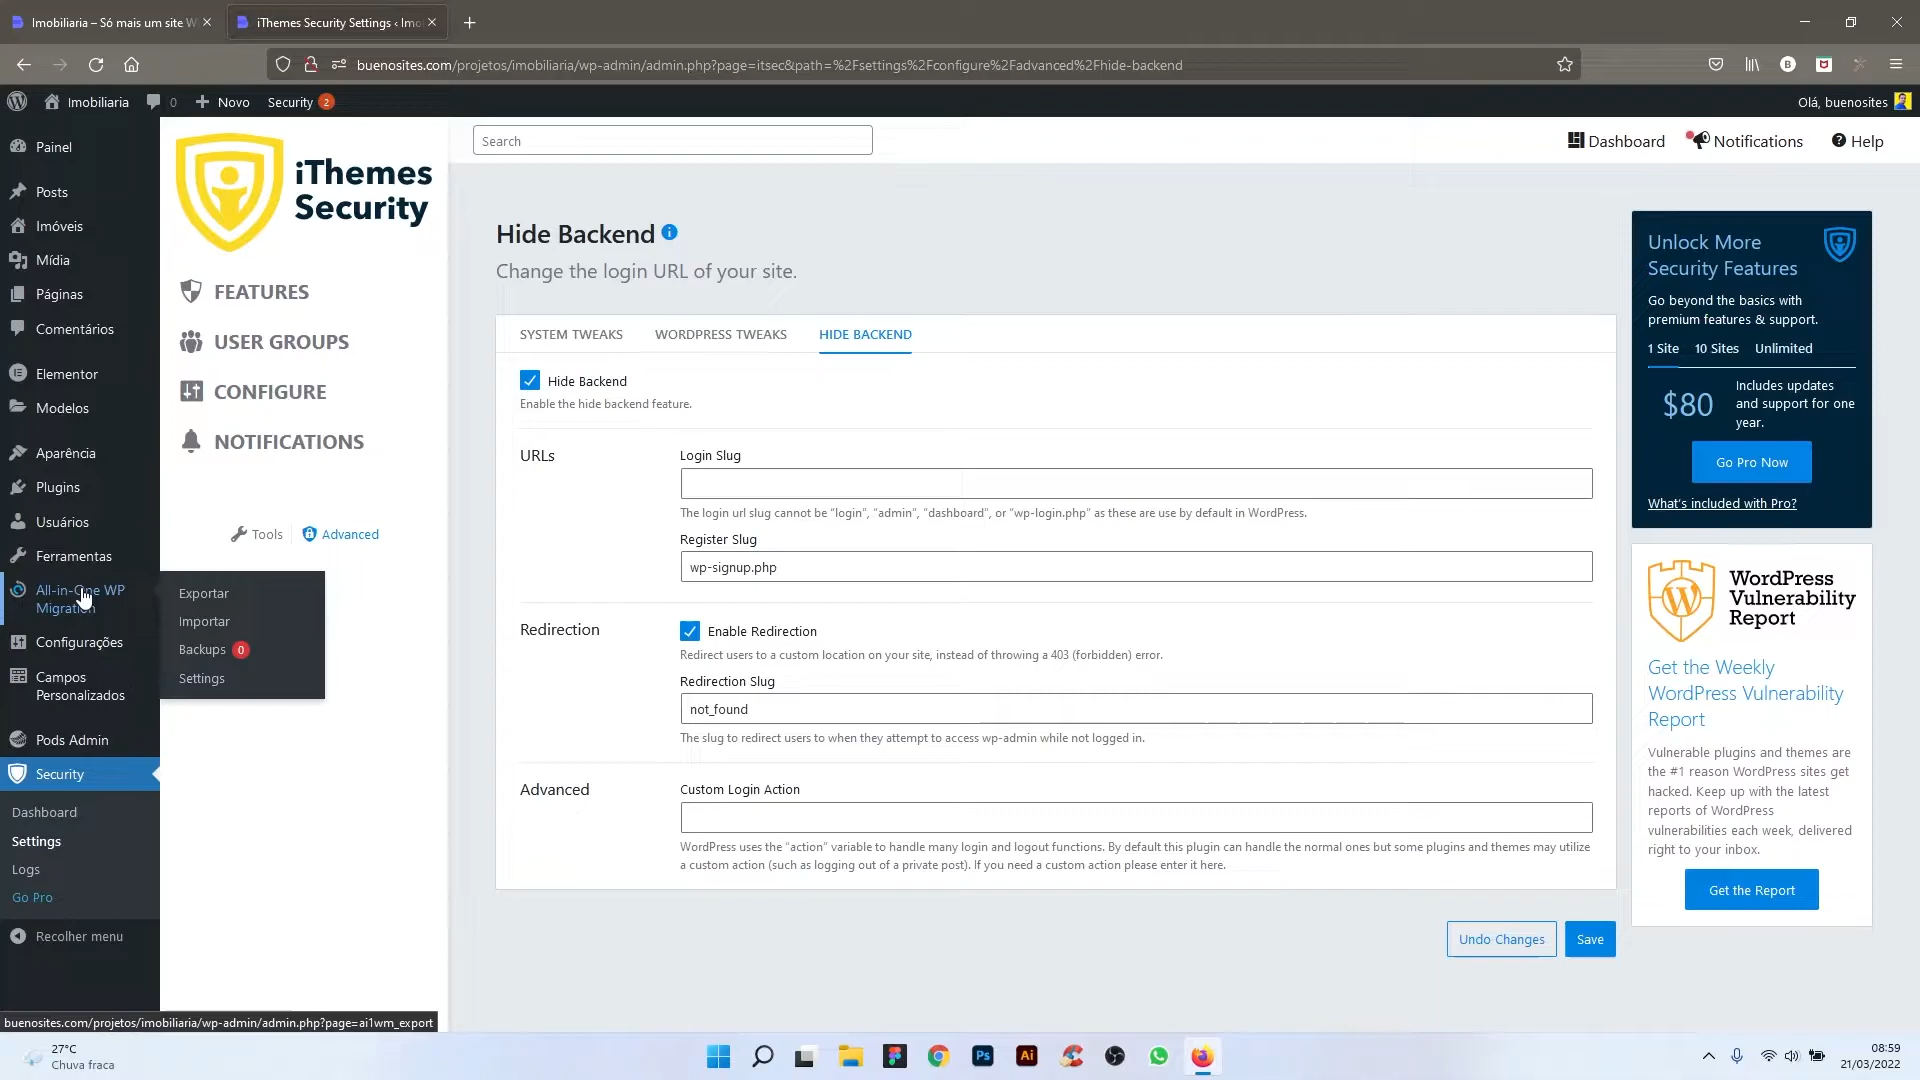 Imobiliaria – Só mais um site W
iThemes Security Settings ‹ Imo
buenosites.com/projetos/imobiliaria/wp-admin/admin.php?page=itsec&path=%2Fsettings%2Fconfigure%2Fadvanced%2Fhide-backend
Imobiliaria
0
Novo
Security 2
Olá, buenosites
Painel
Posts
Imóveis
Mídia
Páginas
Comentários
Elementor
Modelos
Aparência
Plugins
Usuários
Ferramentas
All-in-One WP
Migration
Configurações
Campos
Personalizados
Pods Admin
Security
Dashboard
Settings
Logs
Go Pro
Recolher menu
Exportar
Importar
Backups 0
Settings
iThemes
Security
FEATURES
USER GROUPS
CONFIGURE
NOTIFICATIONS
Tools
Advanced
Search
Dashboard
Notifications
Help
Hide Backend
Change the login URL of your site.
SYSTEM TWEAKS
WORDPRESS TWEAKS
HIDE BACKEND
Hide Backend
Enable the hide backend feature.
URLs
Login Slug
The login url slug cannot be “login”, “admin”, “dashboard”, or “wp-login.php” as these are use by default in WordPress.
Register Slug
wp-signup.php
Redirection
Enable Redirection
Redirect users to a custom location on your site, instead of throwing a 403 (forbidden) error.
Redirection Slug
not_found
The slug to redirect users to when they attempt to access wp-admin while not logged in.
Advanced
Custom Login Action
WordPress uses the “action” variable to handle many login and logout functions. By default this plugin can handle the normal ones but some plugins and themes may utilize
a custom action (such as logging out of a private post). If you need a custom action please enter it here.
Undo Changes
Save
Unlock More
Security Features
Go beyond the basics with
premium features & support.
1 Site 10 Sites Unlimited
$80
Includes updates
and support for one
year.
Go Pro Now
What's included with Pro?
WordPress
Vulnerability
Report
Get the Weekly
WordPress Vulnerability
Report
Vulnerable plugins and themes are
the #1 reason WordPress sites get
hacked. Keep up with the latest
reports of WordPress
vulnerabilities each week, delivered
right to your inbox.
Get the Report
buenosites.com/projetos/imobiliaria/wp-admin/admin.php?page=ai1wm_export
27°C
Chuva fraca
Ps
Ai
08:59
21/03/2022